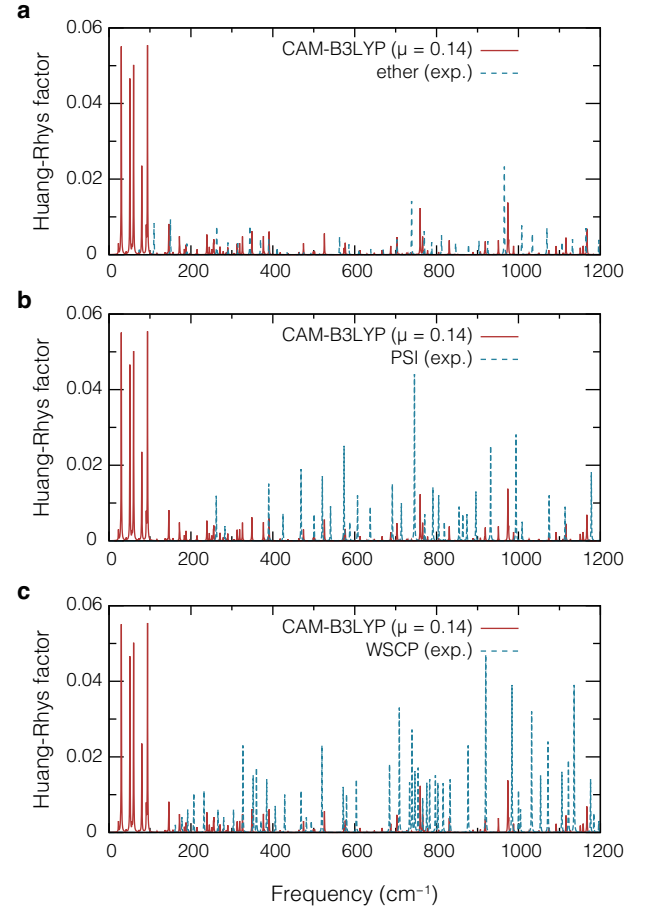 a
0.06
0.04
0.02
0
Huang-Rhys factor
CAM-B3LYP (µ = 0.14)
ether (exp.)
0 200 400 600 800 1000 1200
b
0.06
0.04
0.02
0
Huang-Rhys factor
CAM-B3LYP (µ = 0.14)
PSI (exp.)
0 200 400 600 800 1000 1200
c
0.06
0.04
0.02
0
Huang-Rhys factor
CAM-B3LYP (µ = 0.14)
WSCP (exp.)
0 200 400 600 800 1000 1200
Frequency (cm⁻¹)